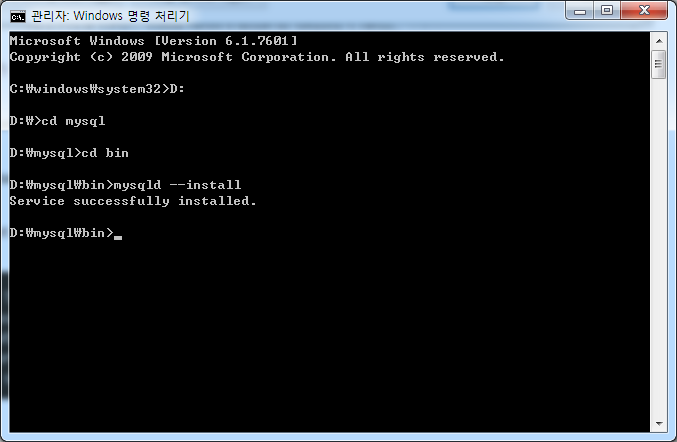 관리자: Windows 명령 처리기
Microsoft Windows [Version 6.1.7601]
Copyright (c) 2009 Microsoft Corporation. All rights reserved.
C:₩windows₩system32>D:
D:₩>cd mysql
D:₩mysql>cd bin
D:₩mysql₩bin>mysqld --install
Service successfully installed.
D:₩mysql₩bin>_